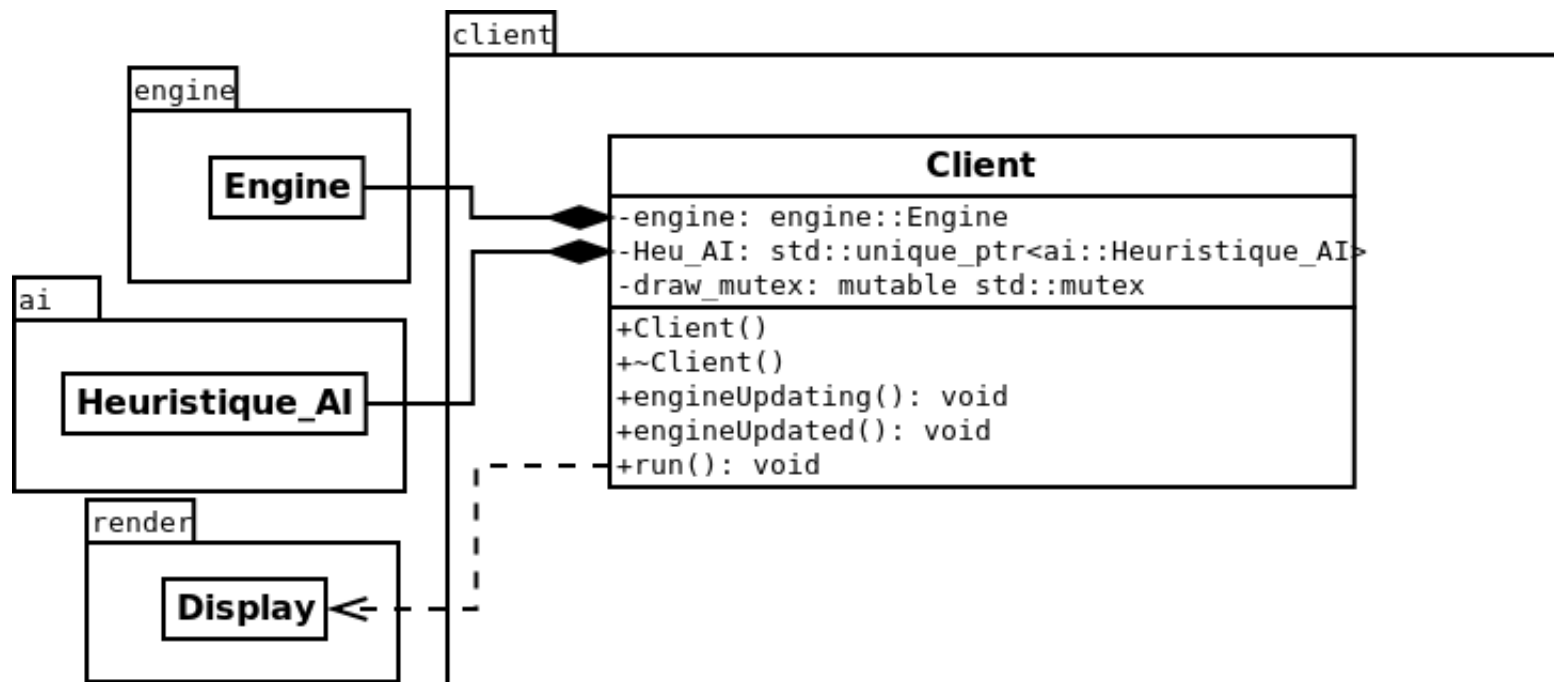 client
engine
Engine
ai
Heuristique_AI
render
Display
Client
-engine: engine::Engine
-Heu_AI: std::unique_ptr<ai::Heuristique_AI>
-draw_mutex: mutable std::mutex
+Client()
+~Client()
+engineUpdating(): void
+engineUpdated(): void
+run(): void